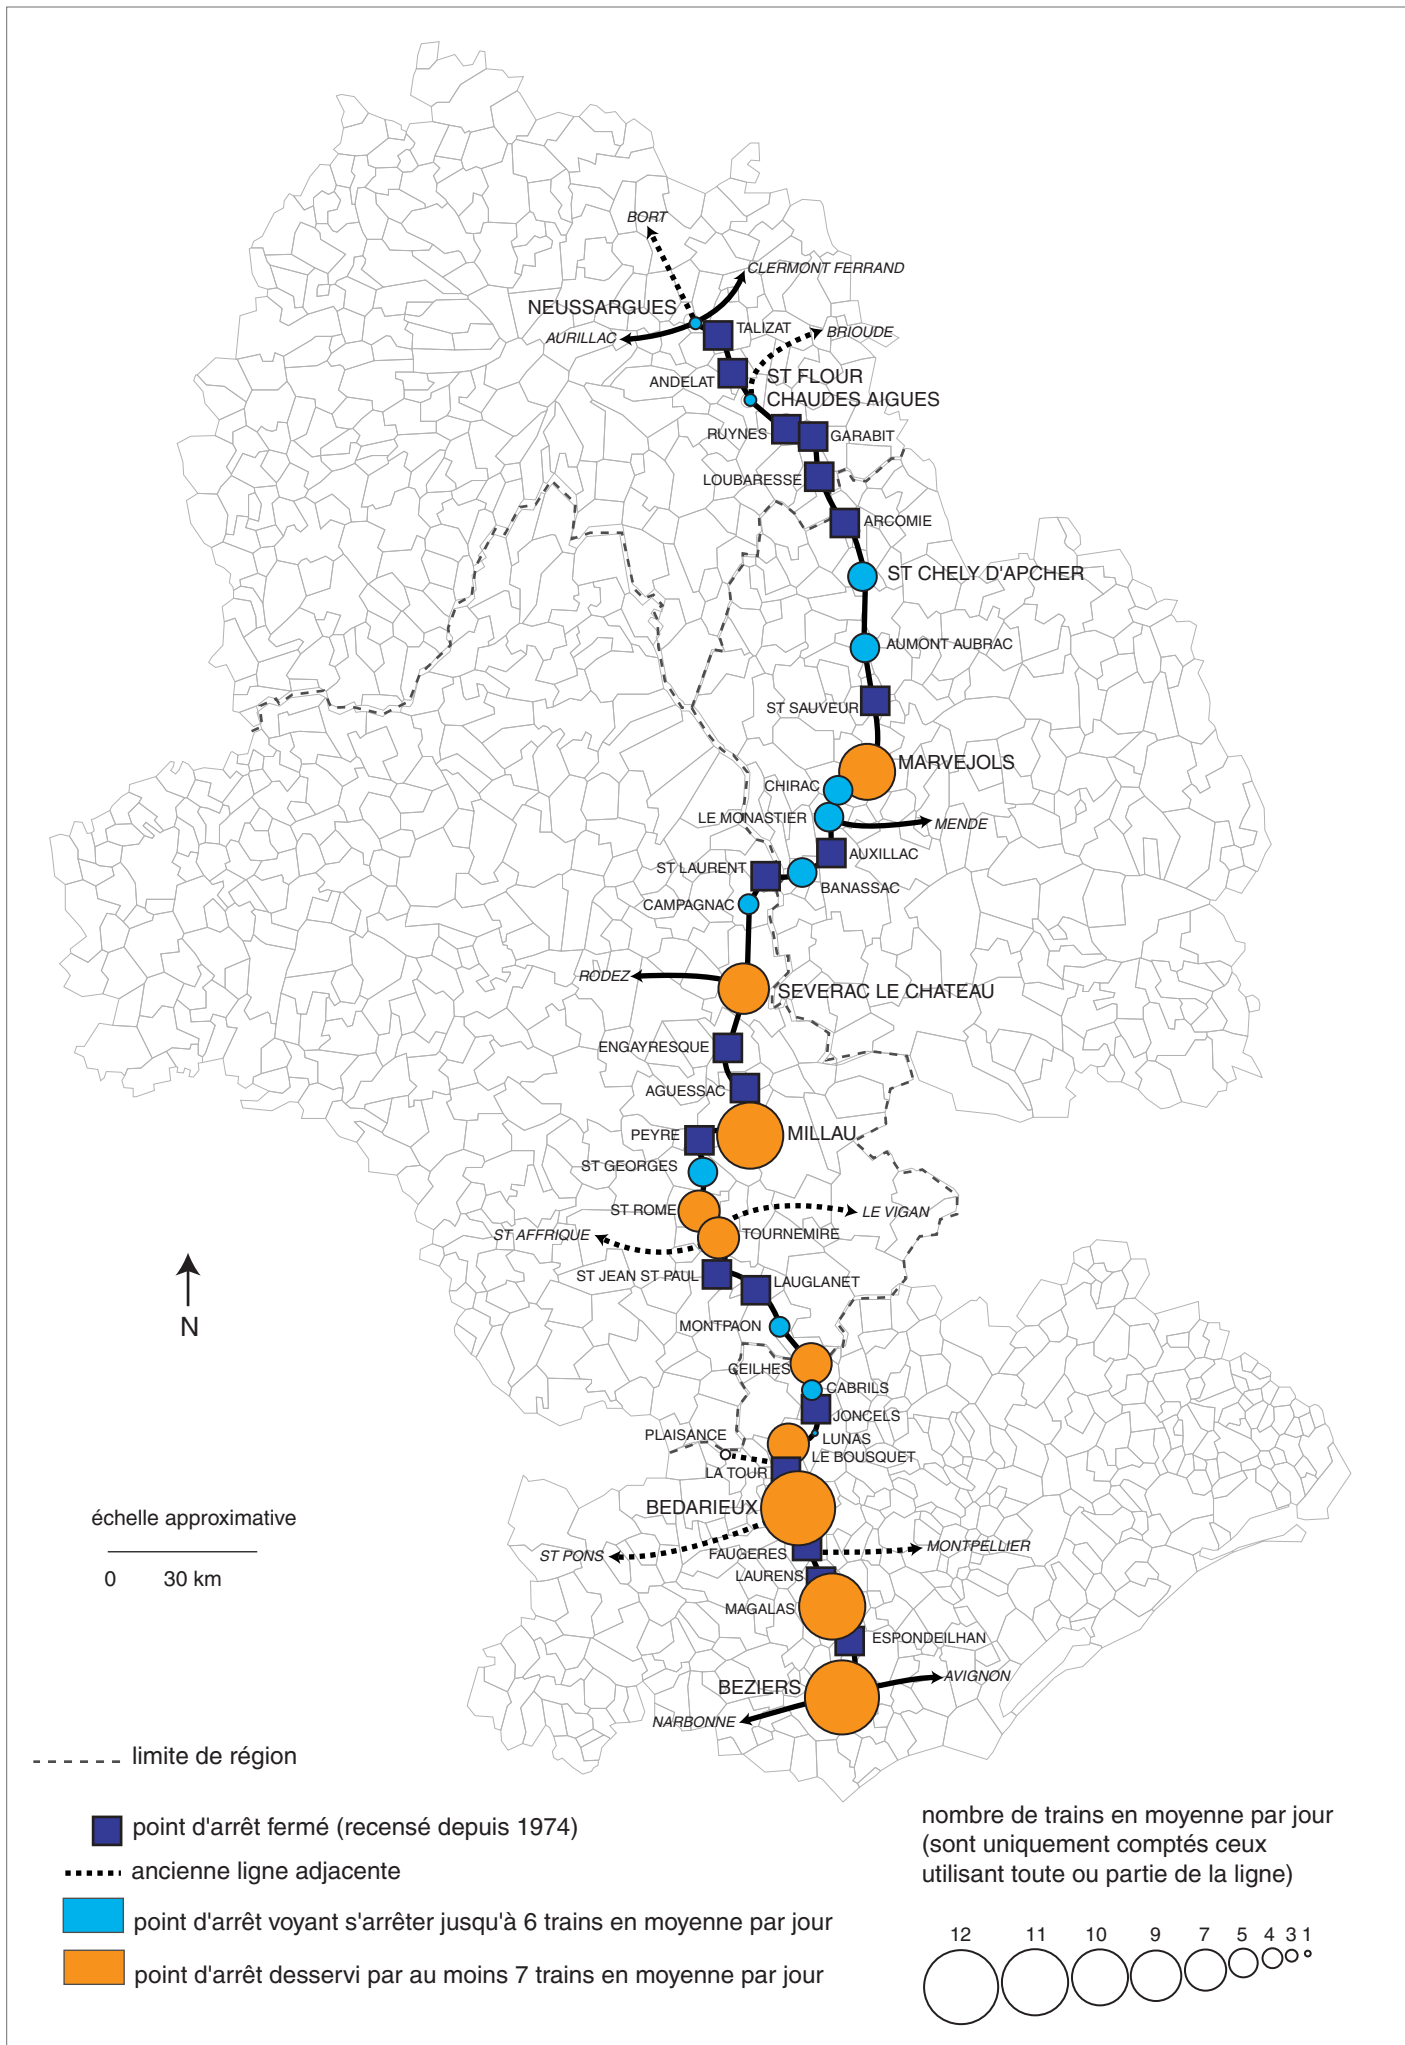 BORT
CLERMONT FERRAND
NEUSSARGUES
TALIZAT
BRIOUDE
AURILLAC
ANDELAT
ST FLOUR
CHAUDES AIGUES
RUYNES
GARABIT
LOUBARESSE
ARCOMIE
ST CHELY D'APCHER
AUMONT AUBRAC
ST SAUVEUR
MARVEJOLS
CHIRAC
LE MONASTIER
MENDE
AUXILLAC
ST LAURENT
BANASSAC
CAMPAGNAC
RODEZ
SEVERAC LE CHATEAU
ENGAYRESQUE
AGUESSAC
PEYRE
MILLAU
ST GEORGES
ST ROME
LE VIGAN
ST AFFRIQUE
TOURNEMIRE
ST JEAN ST PAUL
LAUGLANET
N
MONTPAON
CEILHES
CABRILS
JONCELS
PLAISANCE
LUNAS
LE BOUSQUET
LA TOUR
BEDARIEUX
échelle approximative
ST PONS
FAUGERES
MONTPELLIER
0 30 km
LAURENS
MAGALAS
ESPONDEILHAN
AVIGNON
BEZIERS
NARBONNE
limite de région
point d'arrêt fermé (recensé depuis 1974)
ancienne ligne adjacente
point d'arrêt voyant s'arrêter jusqu'à 6 trains en moyenne par jour
point d'arrêt desservi par au moins 7 trains en moyenne par jour
nombre de trains en moyenne par jour
(sont uniquement comptés ceux
utilisant toute ou partie de la ligne)
12 11 10 9 7 5 4 3 1